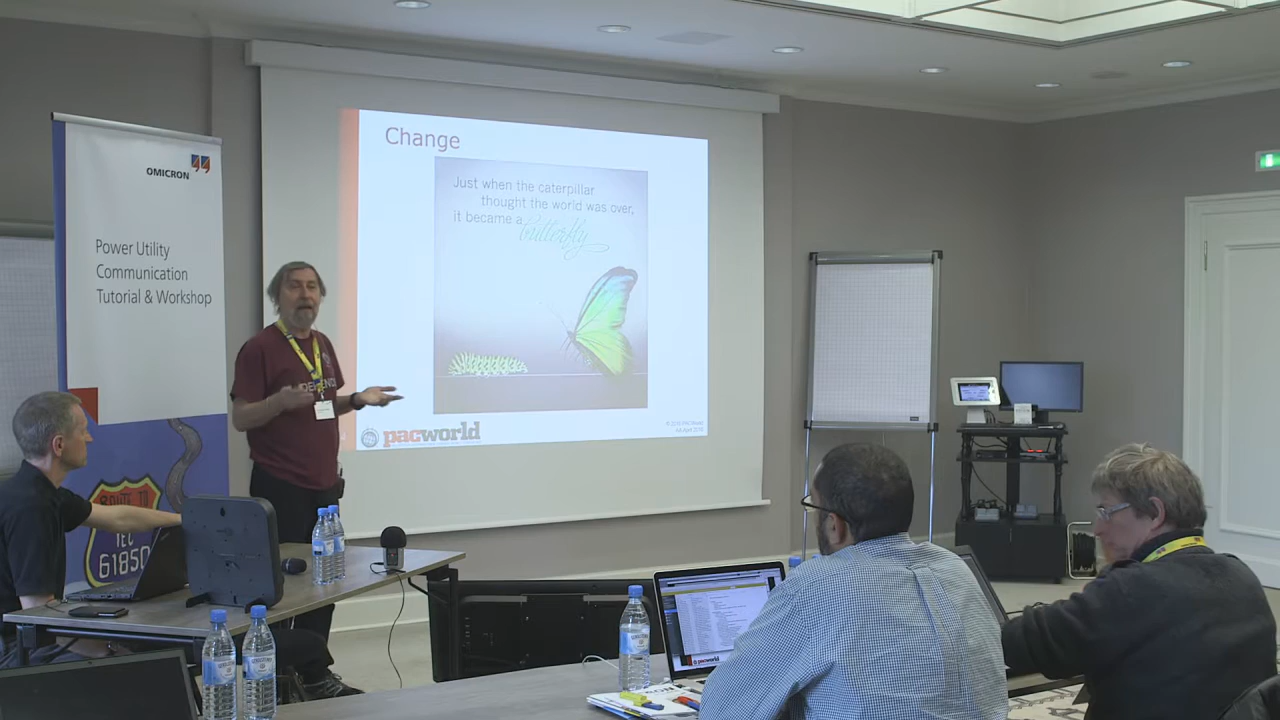 OMICRON
Power Utility
Communication
Tutorial & Workshop
ROUTE TO
IEC
61850
Change
Just when the caterpillar
thought the world was over,
it became a butterfly
pacworld